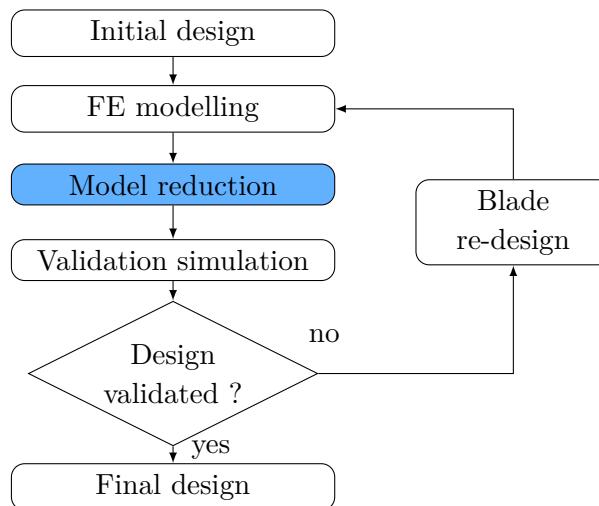 Initial design
FE modelling
Model reduction
Blade
re-design
Validation simulation
no
Design
validated ?
yes
Final design